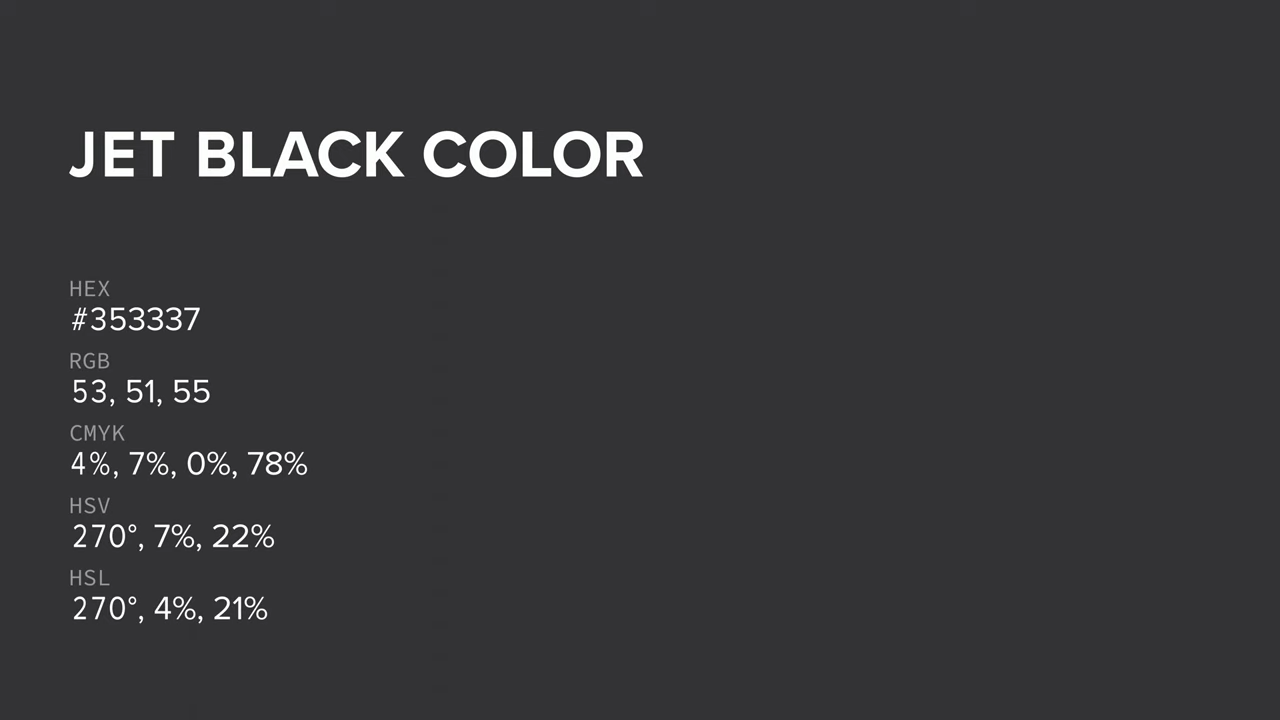 JET BLACK COLOR
HEX
#353337
RGB
53, 51, 55
CMYK
4%, 7%, 0%, 78%
HSV
270°, 7%, 22%
HSL
270°, 4%, 21%